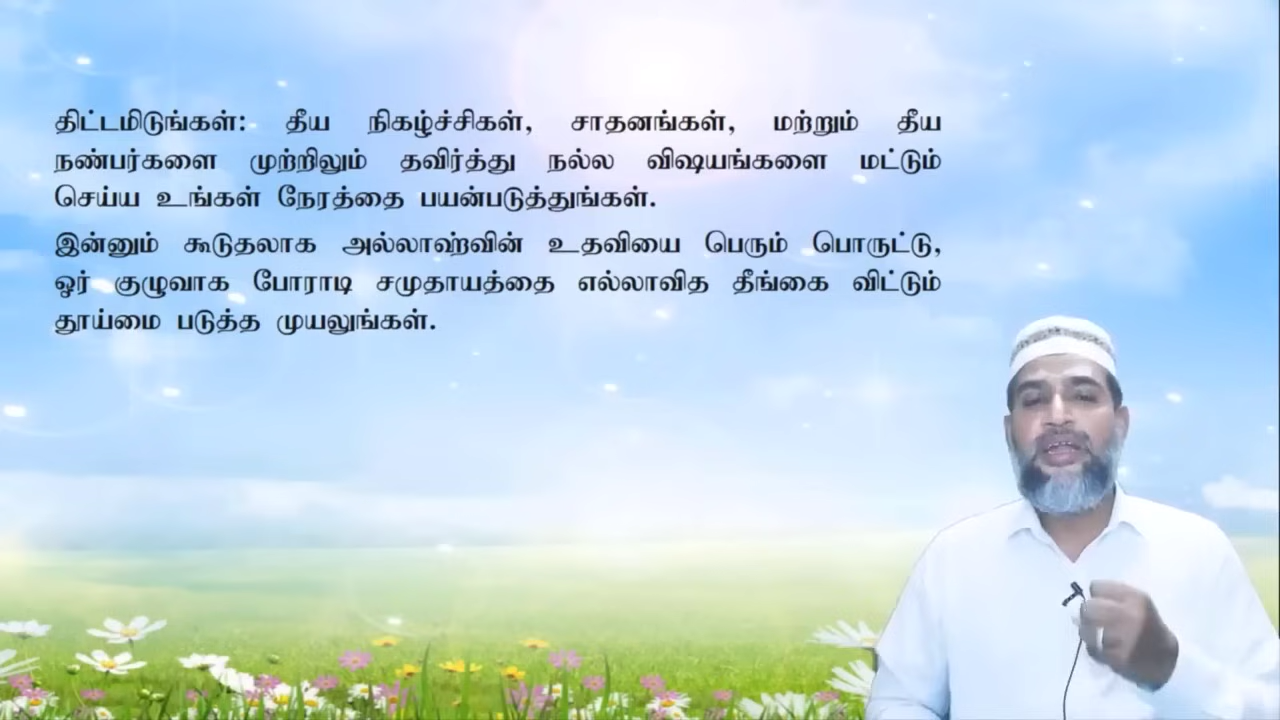 திட்டமிடுங்கள்: தீய நிகழ்ச்சிகள், சாதனங்கள், மற்றும் தீய
நண்பர்களை முற்றிலும் தவிர்த்து நல்ல விஷயங்களை மட்டும்
செய்ய உங்கள் நேரத்தை பயன்படுத்துங்கள்.
இன்னும் கூடுதலாக அல்லாஹ்வின் உதவியை பெரும் பொருட்டு,
ஓர் குழுவாக போராடி சமுதாயத்தை எல்லாவித தீங்கை விட்டும்
தூய்மை படுத்த முயலுங்கள்.